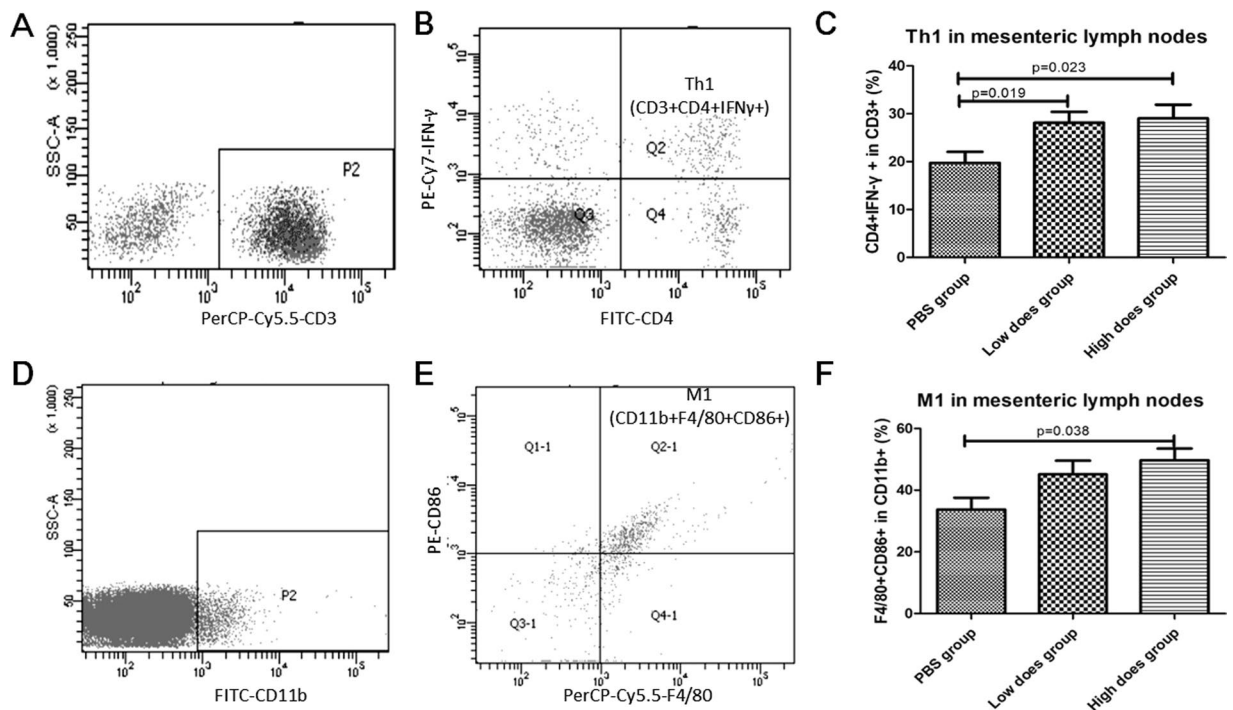 A
(x 1,000)
SSC-A
250
200
150
100
50
P2
10² 10³ 10⁴ 10⁵
PerCP-Cy5.5-CD3
B
PE-Cy7-IFN-γ
10⁵
10⁴
10³
10²
Th1
(CD3+CD4+IFNγ+)
Q2
Q3
Q4
10² 10³ 10⁴ 10⁵
FITC-CD4
C
Th1 in mesenteric lymph nodes
CD4+IFN-γ + in CD3+ (%)
40
30
20
10
0
p=0.023
p=0.019
PBS group
Low does group
High does group
D
(x 1,000)
SSC-A
250
200
150
100
50
P2
10² 10³ 10⁴ 10⁵
FITC-CD11b
E
PE-CD86
10⁵
10⁴
10³
10²
M1
(CD11b+F4/80+CD86+)
Q1-1
Q2-1
Q3-1
Q4-1
10² 10³ 10⁴ 10⁵
PerCP-Cy5.5-F4/80
F
M1 in mesenteric lymph nodes
F4/80+CD86+ in CD11b+ (%)
60
40
20
0
p=0.038
PBS group
Low does group
High does group